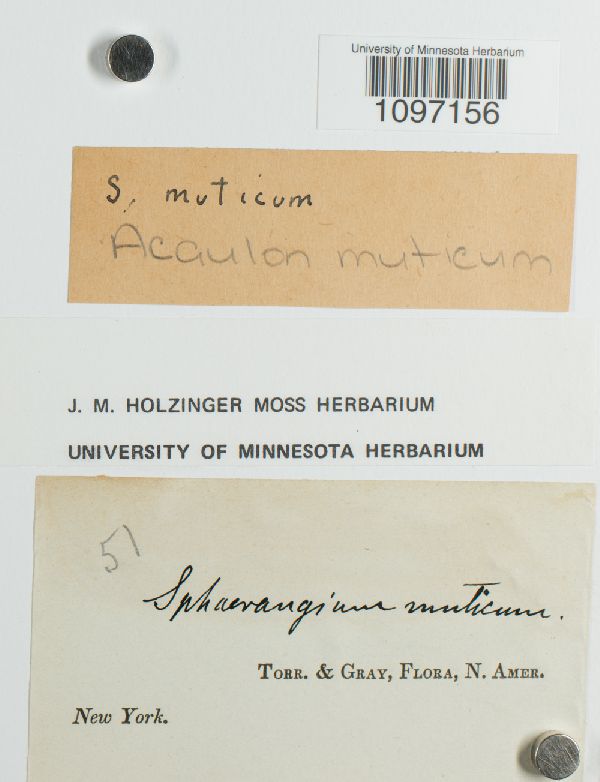 University of Minnesota Herbarium
1097156
S. muticum
Acaulon muticum
J. M. HOLZINGER MOSS HERBARIUM
UNIVERSITY OF MINNESOTA HERBARIUM
51
Sphaerangium muticum.
TORR. & GRAY, FLORA, N. AMER.
New York.